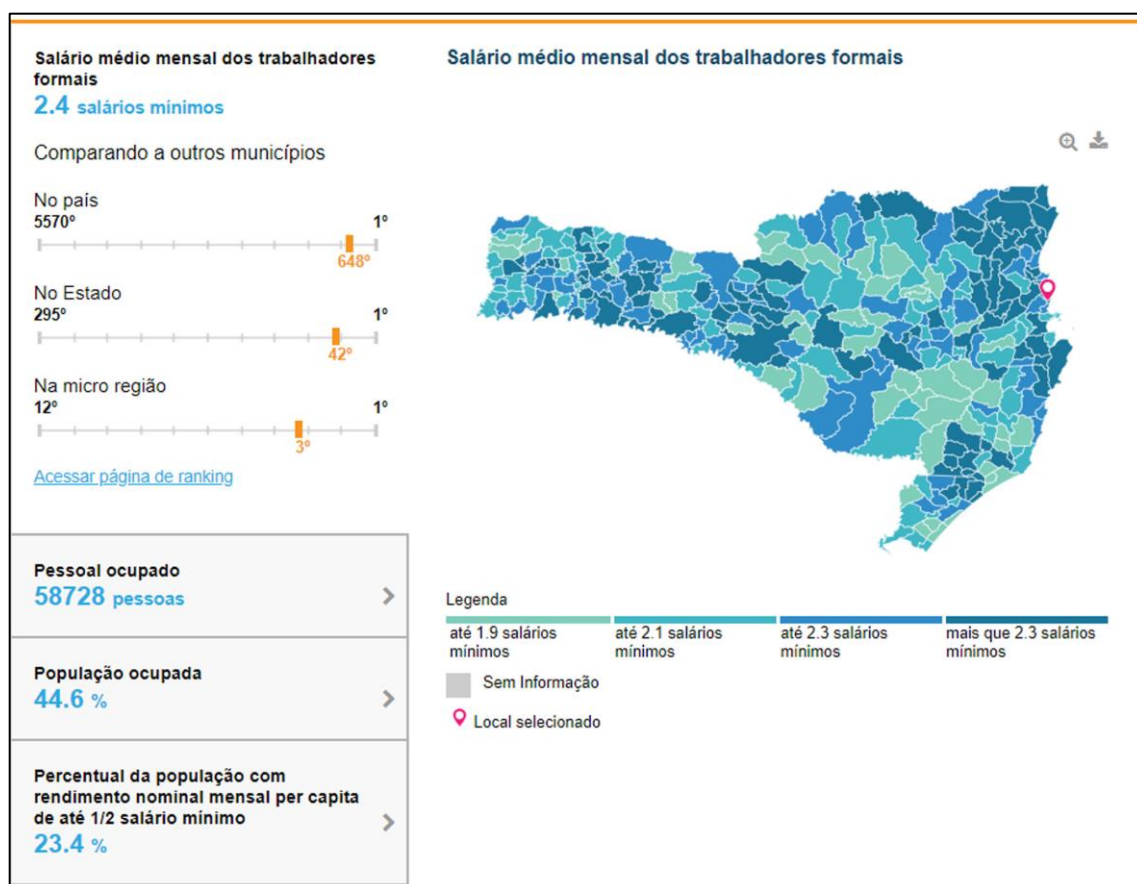 Salário médio mensal dos trabalhadores
formais
2.4 salários mínimos
Comparando a outros municípios
No país
5570º 1º
648º
No Estado
295º 1º
42º
Na micro região
12º 1º
3º
Acessar página de ranking
Pessoal ocupado
58728 pessoas
População ocupada
44.6 %
Percentual da população com
rendimento nominal mensal per capita
de até 1/2 salário mínimo
23.4 %
Salário médio mensal dos trabalhadores formais
Legenda
até 1.9 salários
mínimos
até 2.1 salários
mínimos
até 2.3 salários
mínimos
mais que 2.3 salários
mínimos
Sem Informação
Local selecionado